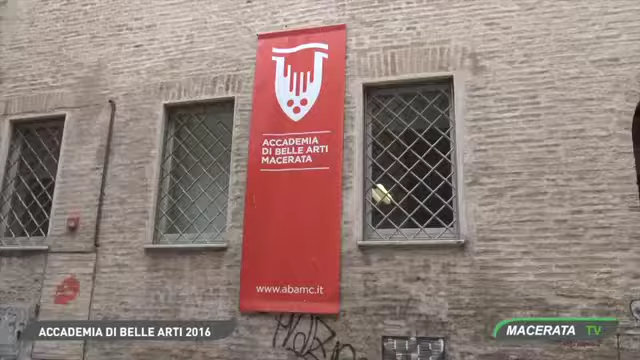 ACCADEMIA
DI BELLE ARTI
MACERATA
www.abamc.it
ACCADEMIA DI BELLE ARTI 2016
MACERATA TV